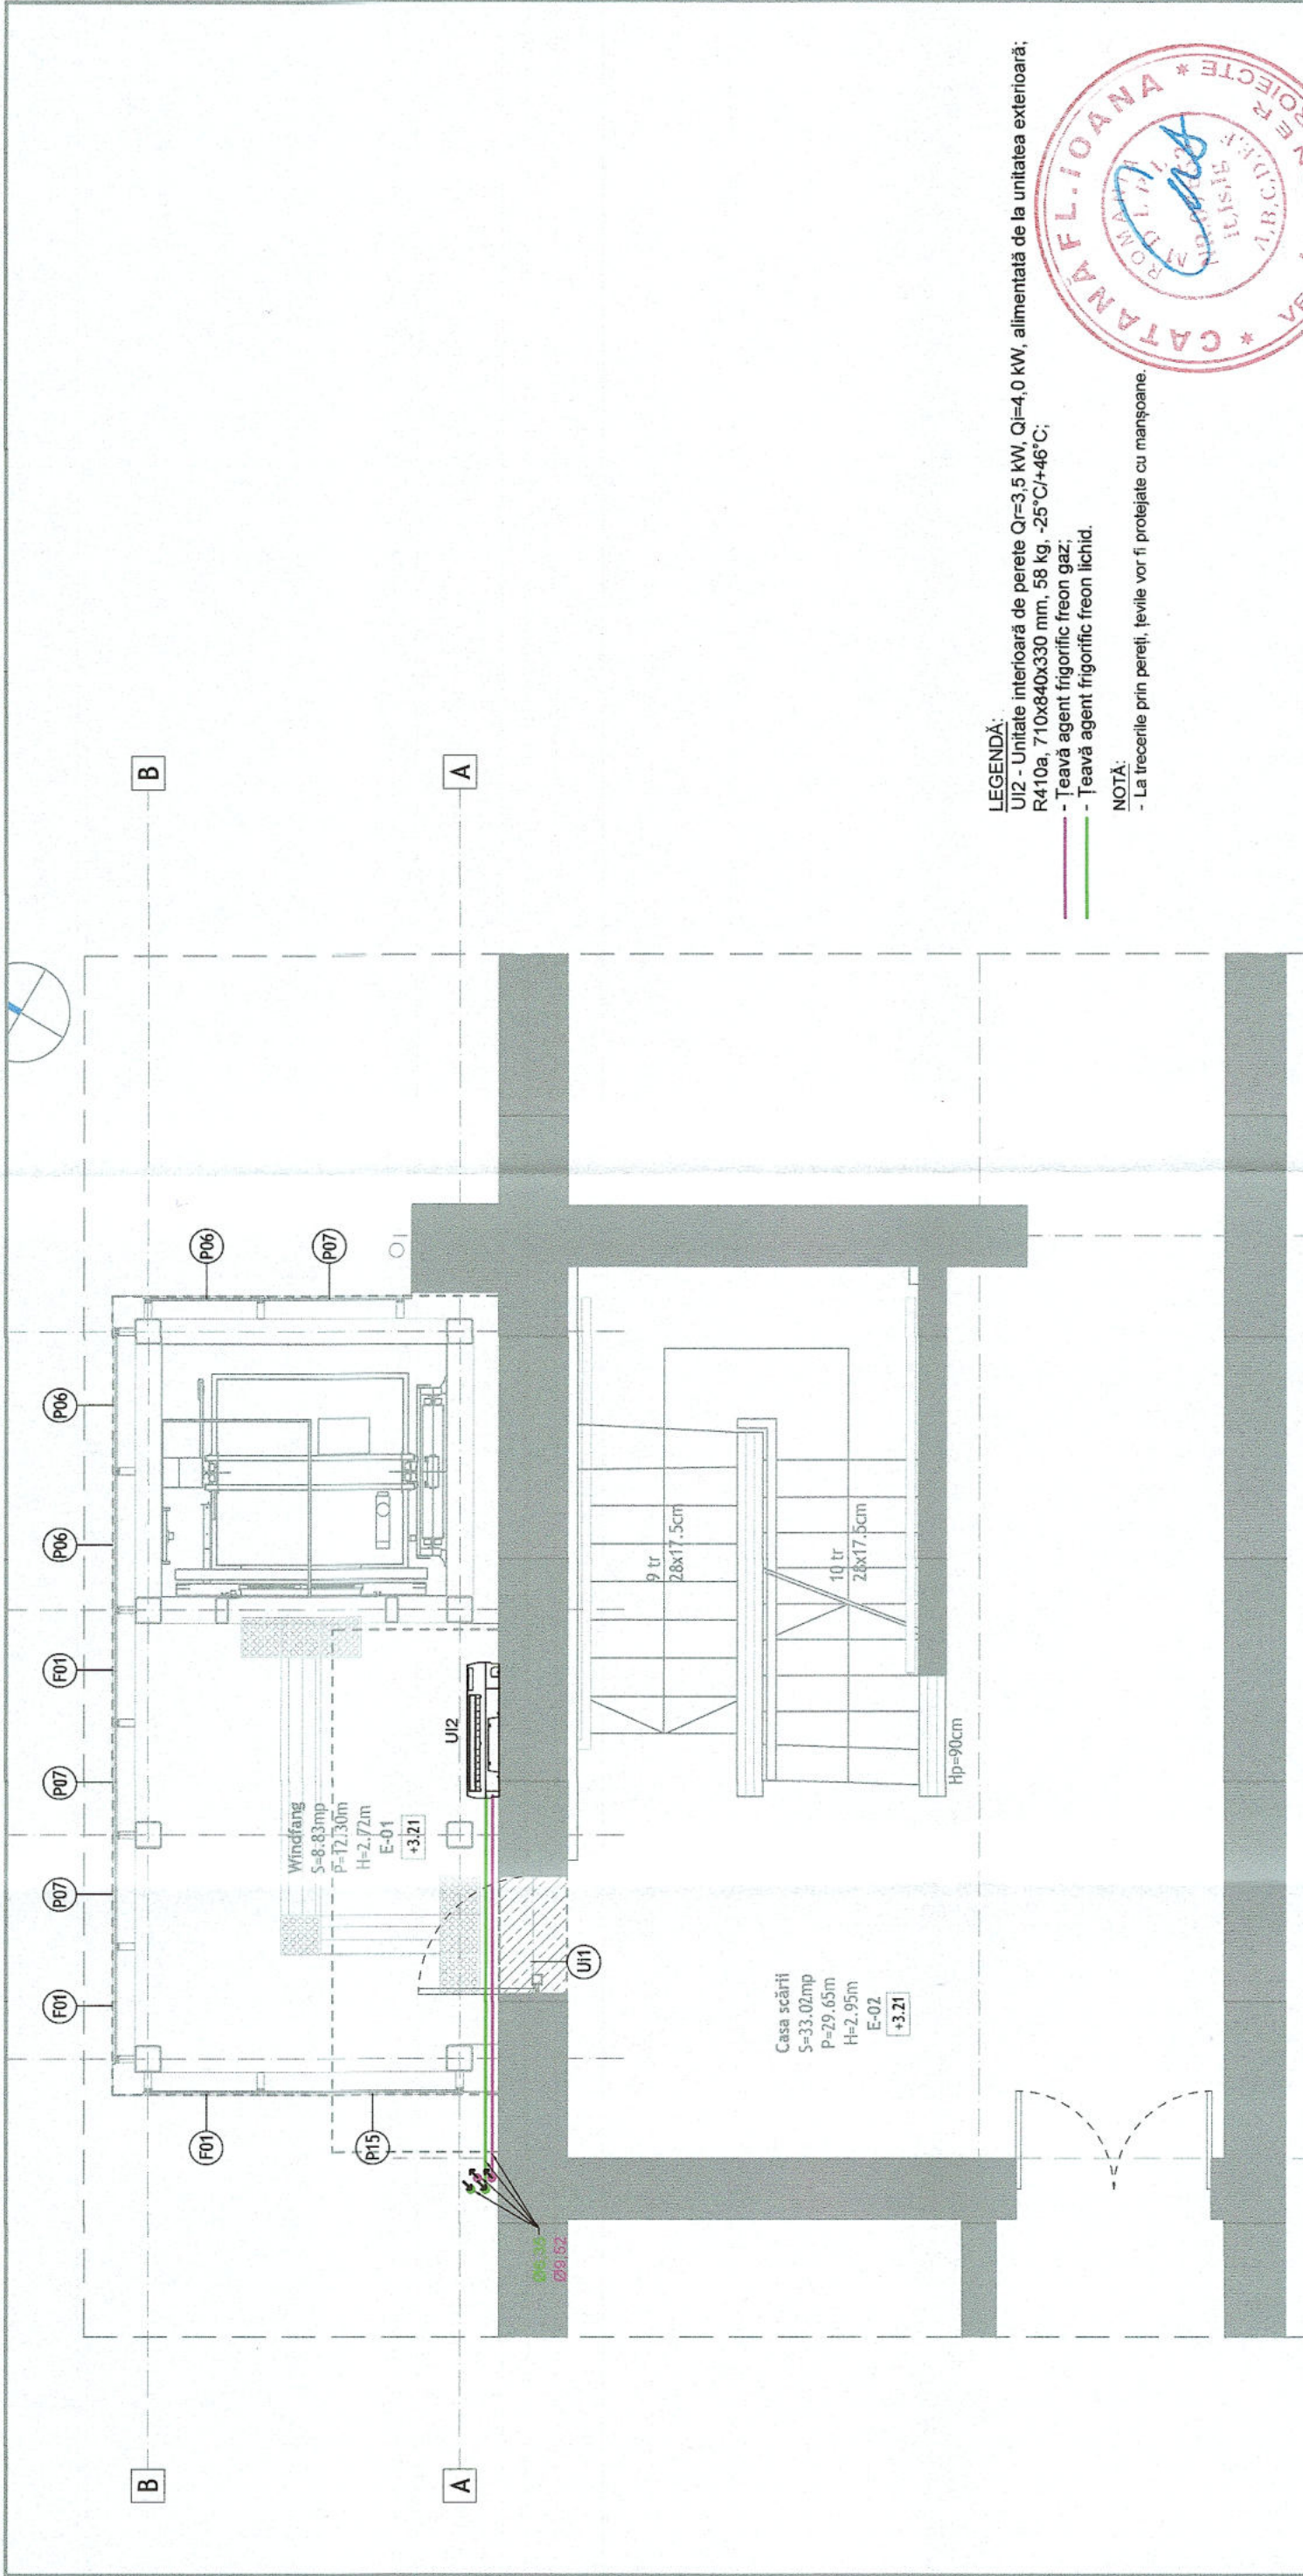 B
A
B
A
P06
P07
P06
P06
F01
P07
P07
F01
F01
P15
Windfang
S=8.83mp
P=12.30m
H=2.72m
E-01
+3.21
UI2
Ui1
Ø9,52
9 tr
28x17.5cm
10 tr
28x17.5cm
Hp=90cm
Casa scării
S=33.02mp
P=29.65m
H=2.95m
E-02
+3.21
LEGENDĂ:
UI2 - Unitate interioară de perete Qr=3,5 kW, Qi=4,0 kW, alimentată de la unitatea exterioară;
R410a, 710x840x330 mm, 58 kg, -25°C/+46°C;
- Țeavă agent frigorific freon gaz;
- Țeavă agent frigorific freon lichid.
NOTĂ:
- La trecerile prin pereți, țevile vor fi protejate cu manșoane.
* CATANĂ FL. IOANA *
ROMÂNIA